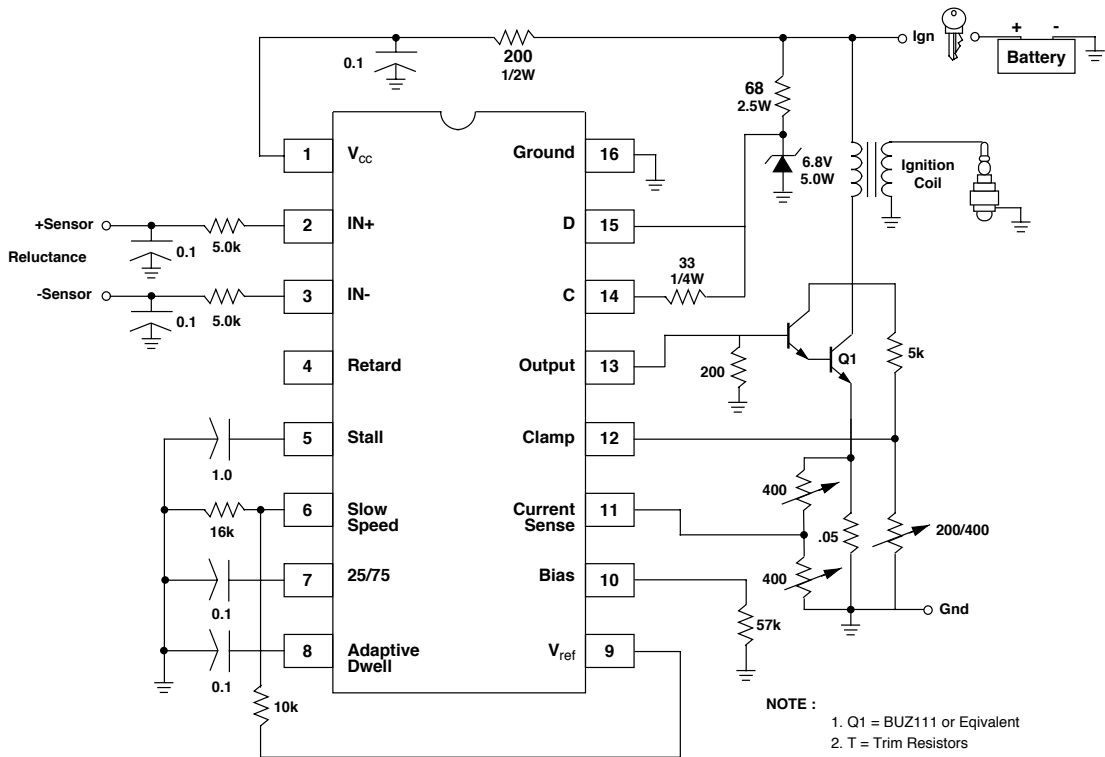 Ign
+ -
Battery
0.1
200
1/2W
68
2.5W
1 Vcc
Ground 16
6.8V
5.0W
Ignition
Coil
+Sensor
0.1
5.0k
2 IN+
D 15
Reluctance
33
1/4W
-Sensor
0.1
5.0k
3 IN-
C 14
4 Retard
Output 13
200
Q1
5k
5 Stall
Clamp 12
1.0
400
6 Slow
Speed
16k
Current
Sense
11
.05
200/400
7 25/75
0.1
Bias 10
400
57k
Gnd
8 Adaptive
Dwell
0.1
Vref 9
10k
NOTE :
1. Q1 = BUZ111 or Eqivalent
2. T = Trim Resistors